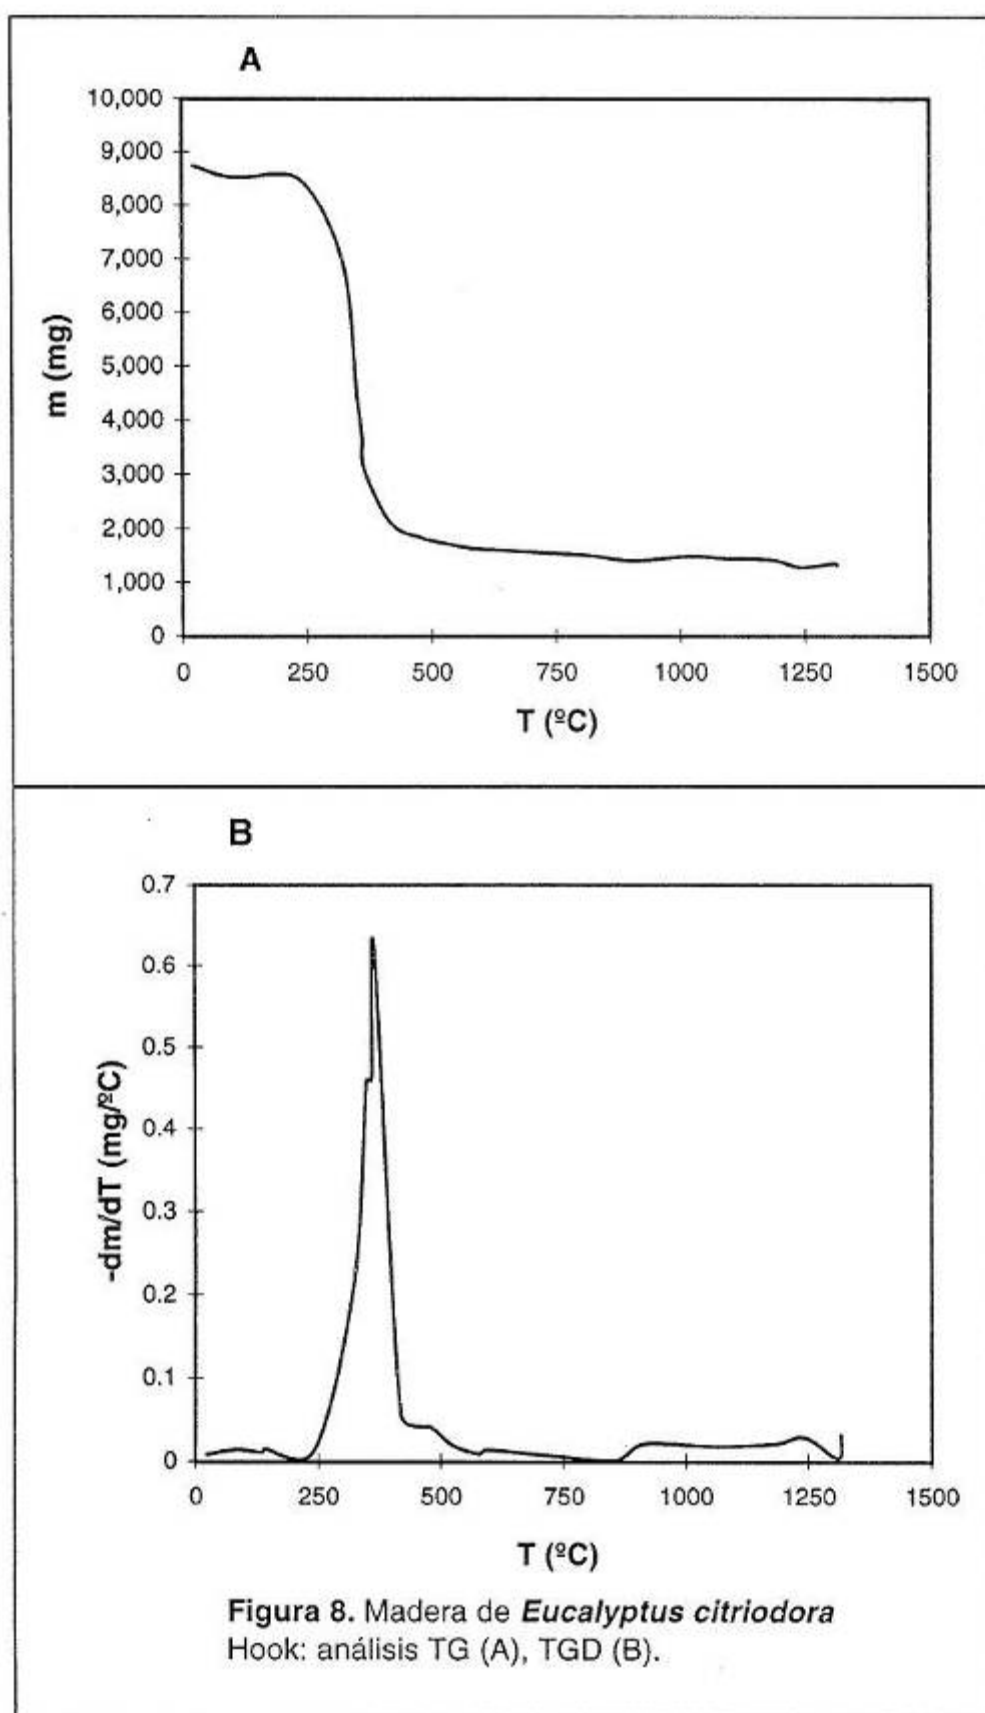 A
10,000
9,000
8,000
7,000
6,000
5,000
4,000
3,000
2,000
1,000
0
m (mg)
0 250 500 750 1000 1250 1500
T (ºC)
B
0.7
0.6
0.5
0.4
0.3
0.2
0.1
0
-dm/dT (mg/ºC)
0 250 500 750 1000 1250 1500
T (ºC)
Figura 8. Madera de Eucalyptus citriodora
Hook: análisis TG (A), TGD (B).